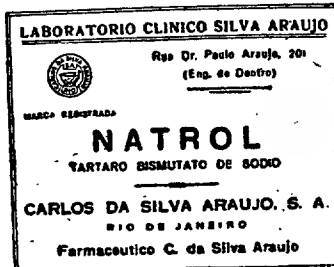 LABORATORIO CLINICO SILVA ARAUJO
Rua Dr. Paulo Araujo, 201
(Eng. de Dentro)
MARCA REGISTRADA
NATROL
TARTARO BISMUTATO DE SODIO
CARLOS DA SILVA ARAUJO, S. A.
RIO DE JANEIRO
Farmaceutico C. da Silva Araujo